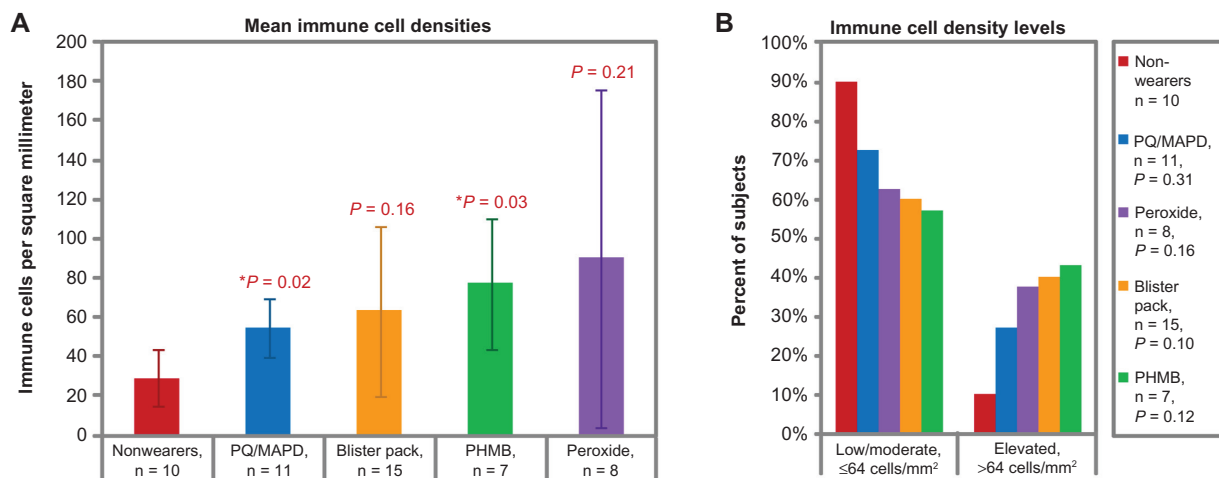 A
Mean immune cell densities
Immune cells per square millimeter
200
180
160
140
120
100
80
60
40
20
0
*P = 0.02
P = 0.16
*P = 0.03
P = 0.21
Nonwearers,
n = 10
PQ/MAPD,
n = 11
Blister pack,
n = 15
PHMB,
n = 7
Peroxide,
n = 8
B
Immune cell density levels
Percent of subjects
100%
90%
80%
70%
60%
50%
40%
30%
20%
10%
0%
Low/moderate,
≤64 cells/mm²
Elevated,
>64 cells/mm²
Non-
wearers
n = 10
PQ/MAPD,
n = 11,
P = 0.31
Peroxide,
n = 8,
P = 0.16
Blister
pack,
n = 15,
P = 0.10
PHMB,
n = 7,
P = 0.12